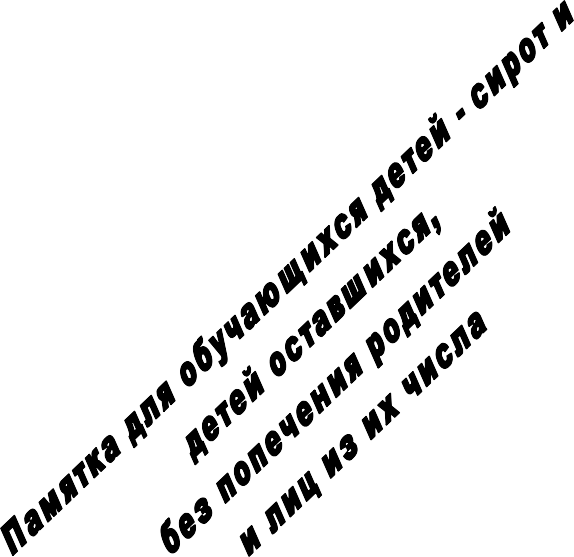 Памятка для обучающихся детей - сирот и
детей оставшихся,
без попечения родителей
и лиц из их числа